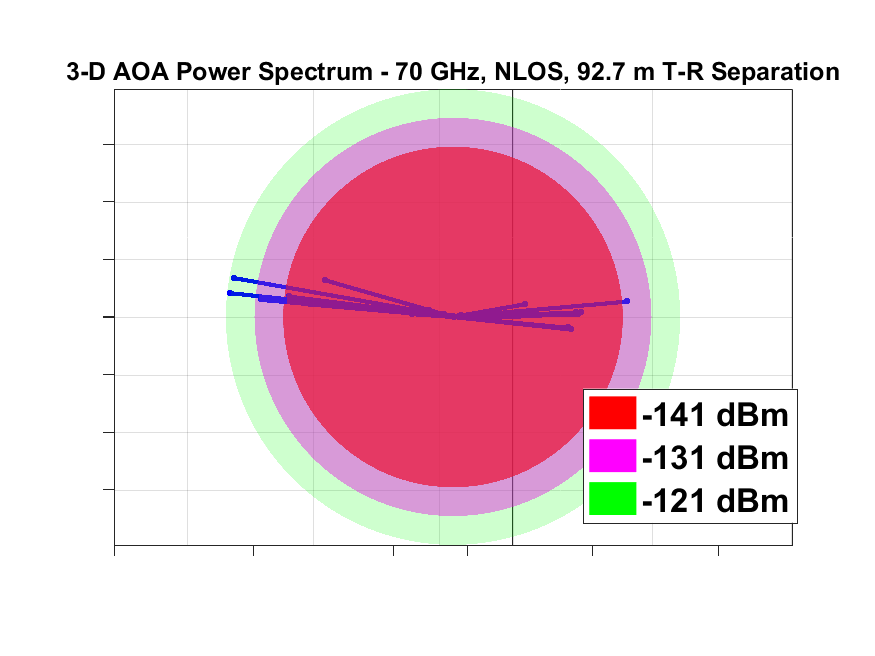 3-D AOA Power Spectrum - 70 GHz, NLOS, 92.7 m T-R Separation
-141 dBm
-131 dBm
-121 dBm